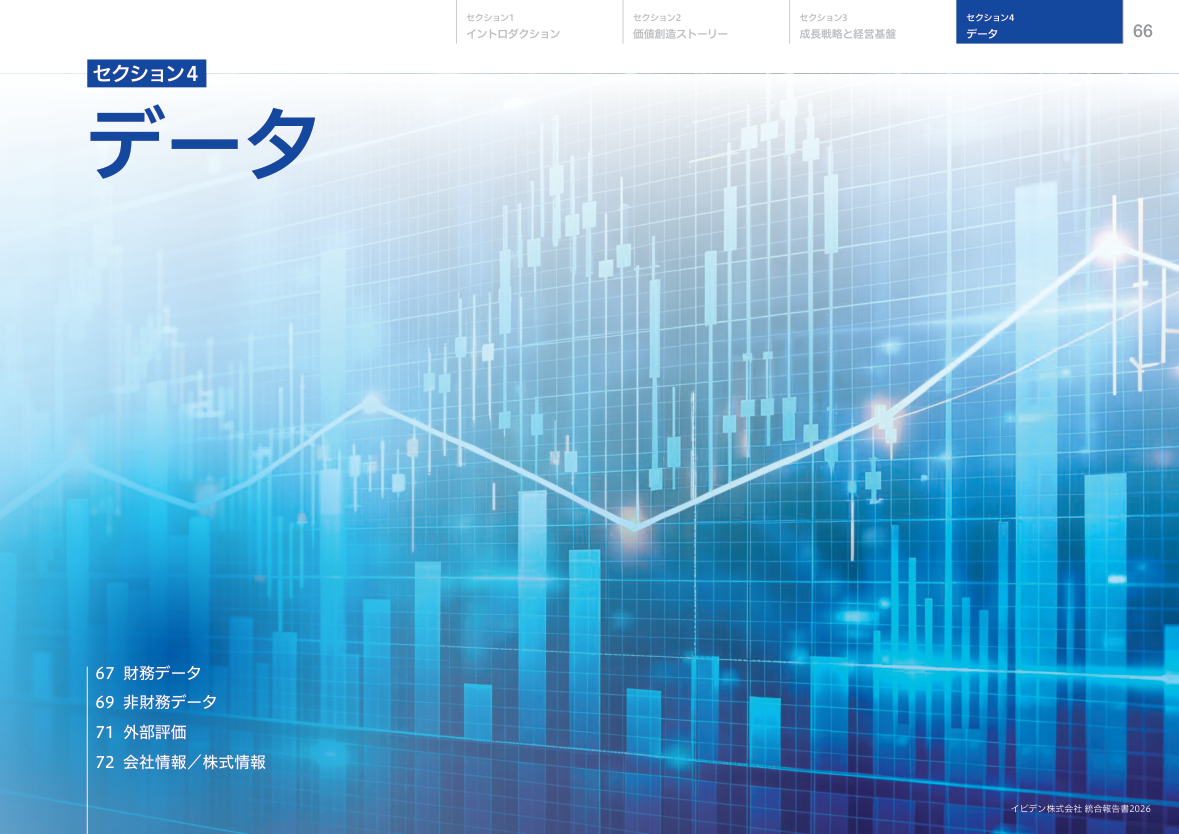 セクション1
イントロダクション
セクション2
価値創造ストーリー
セクション3
成長戦略と経営基盤
セクション4
データ
66
セクション4
データ
67 財務データ
69 非財務データ
71 外部評価
72 会社情報／株式情報
イビデン株式会社 統合報告書2026